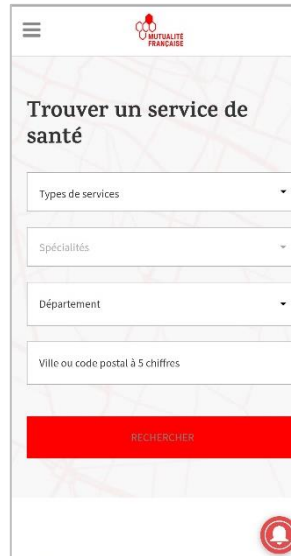 MUTUALITÉ
FRANÇAISE
Trouver un service de
santé
Types de services
Spécialités
Département
Ville ou code postal à 5 chiffres
RECHERCHER